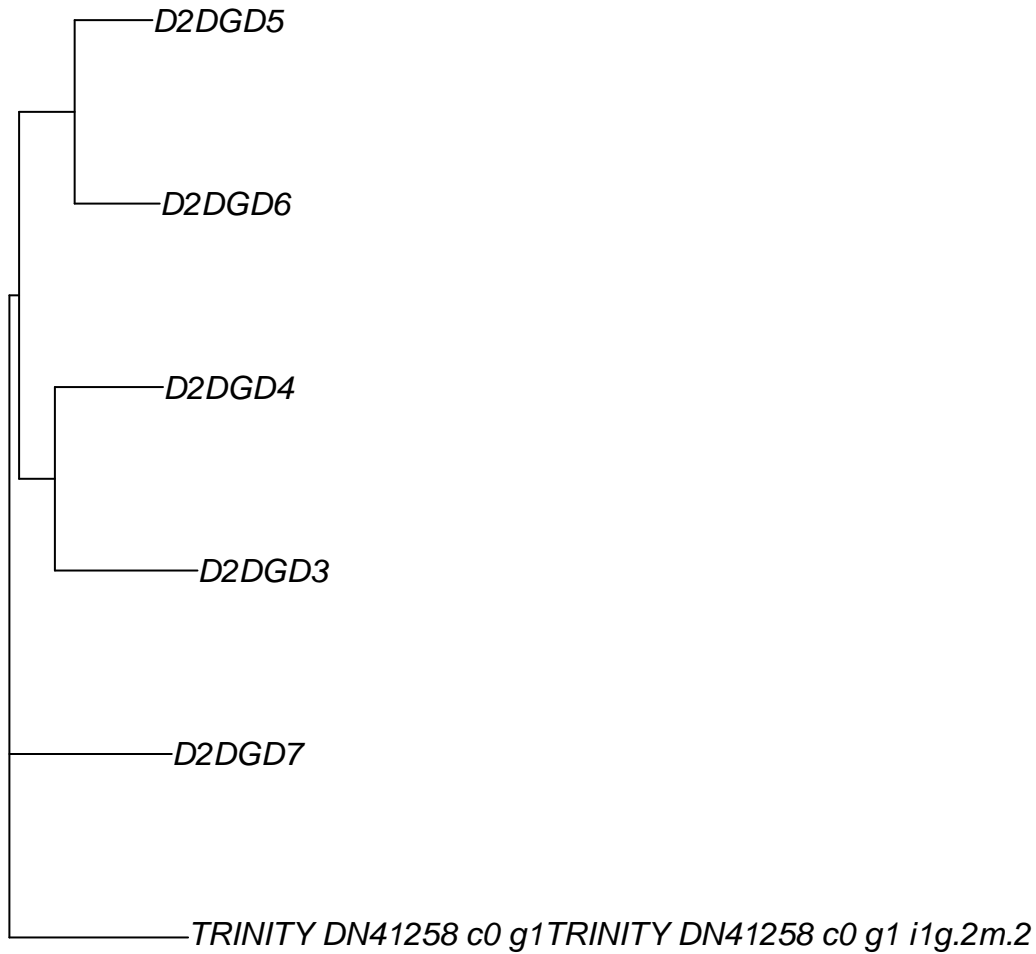 D2DGD5
D2DGD6
D2DGD4
D2DGD3
D2DGD7
TRINITY DN41258 c0 g1TRINITY DN41258 c0 g1 i1g.2m.2